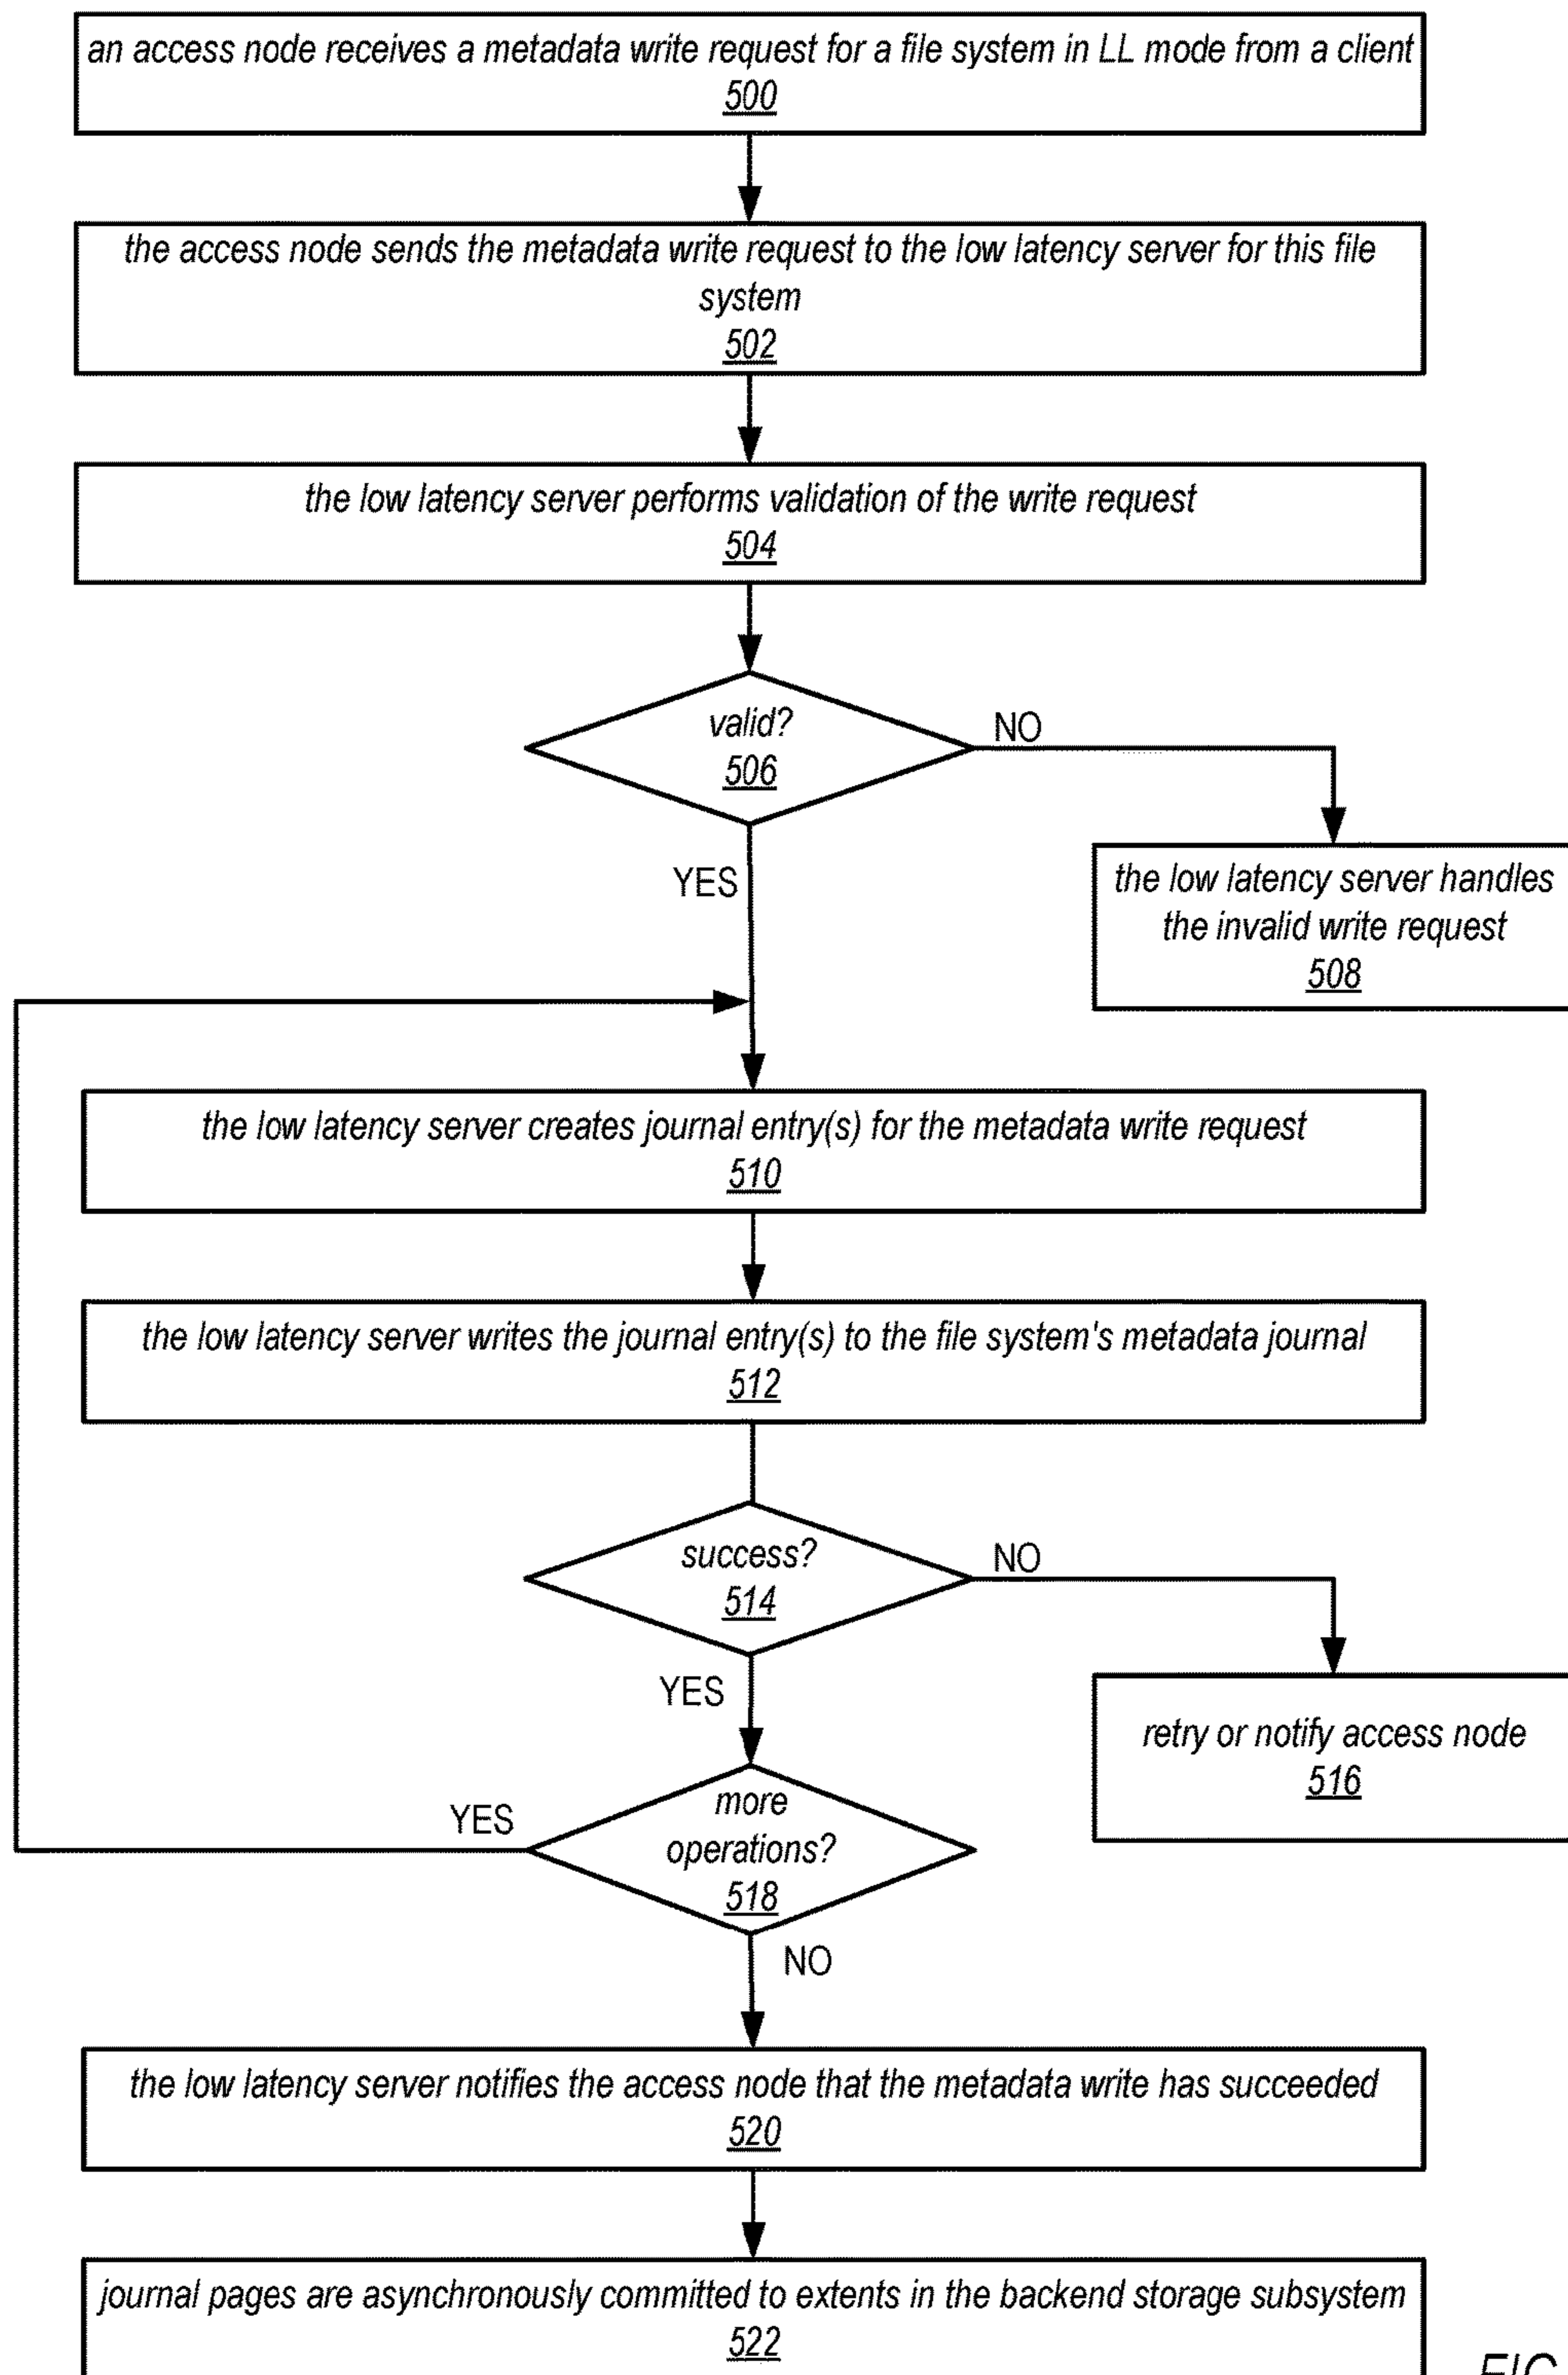 an access node receives a metadata write request for a file system in LL mode from a client
500
the access node sends the metadata write request to the low latency server for this file
system
502
the low latency server performs validation of the write request
504
valid?
506
NO
YES
the low latency server handles
the invalid write request
508
the low latency server creates journal entry(s) for the metadata write request
510
the low latency server writes the journal entry(s) to the file system's metadata journal
512
success?
514
NO
YES
retry or notify access node
516
more
operations?
518
YES
NO
the low latency server notifies the access node that the metadata write has succeeded
520
journal pages are asynchronously committed to extents in the backend storage subsystem
522